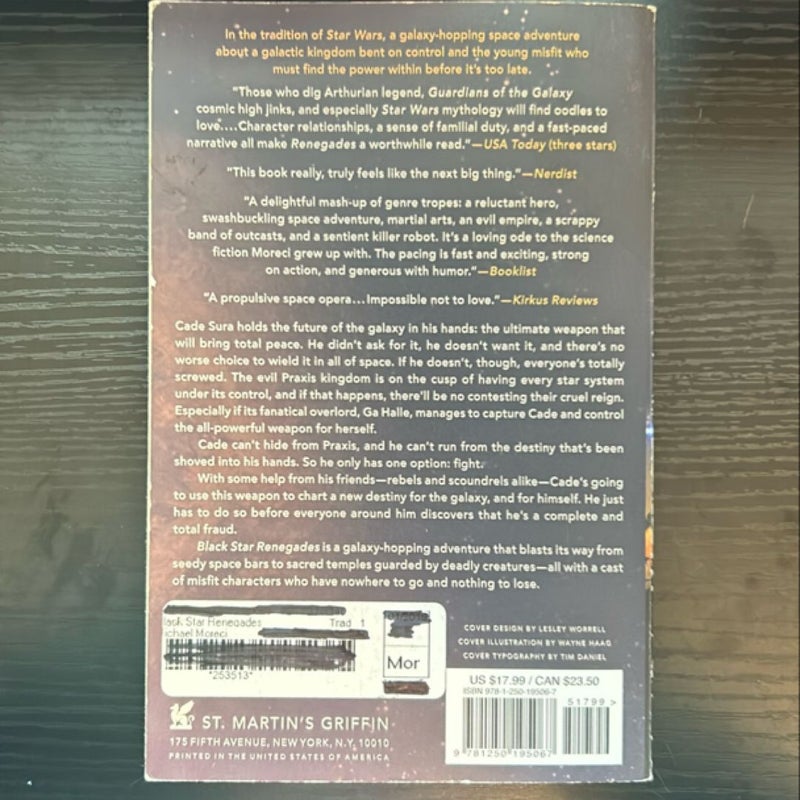 In the tradition of Star Wars, a galaxy-hopping space adventure
about a galactic kingdom bent on control and the young misfit who
must find the power within before it's too late.
"Those who dig Arthurian legend, Guardians of the Galaxy
cosmic high jinks, and especially Star Wars mythology will find oodles to
love....Character relationships, a sense of familial duty, and a fast-paced
narrative all make Renegades a worthwhile read."—USA Today (three stars)
"This book really, truly feels like the next big thing."—Nerdist
"A delightful mash-up of genre tropes: a reluctant hero,
swashbuckling space adventure, martial arts, an evil empire, a scrappy
band of outcasts, and a sentient killer robot. It's a loving ode to the science
fiction Moreci grew up with. The pacing is fast and exciting, strong
on action, and generous with humor."—Booklist
"A propulsive space opera...Impossible not to love."—Kirkus Reviews
Cade Sura holds the future of the galaxy in his hands: the ultimate weapon that
will bring total peace. He didn't ask for it, he doesn't want it, and there's no
worse choice to wield it in all of space. If he doesn't, though, everyone's totally
screwed. The evil Praxis kingdom is on the cusp of having every star system
under its control, and if that happens, there'll be no contesting their cruel reign.
Especially if its fanatical overlord, Ga Halle, manages to capture Cade and control
the all-powerful weapon for herself.
Cade can't hide from Praxis, and he can't run from the destiny that's been
shoved into his hands. So he only has one option: fight.
With some help from his friends—rebels and scoundrels alike—Cade's going
to use this weapon to chart a new destiny for the galaxy, and for himself. He just
has to do so before everyone around him discovers that he's a complete and
total fraud.
Black Star Renegades is a galaxy-hopping adventure that blasts its way from
seedy space bars to sacred temples guarded by deadly creatures—all with a cast
of misfit characters who have nowhere to go and nothing to lose.
lack Star Renegades Trad 1
ichael Moreci
*253513*
Mor
COVER DESIGN BY LESLEY WORRELL
COVER ILLUSTRATION BY WAYNE HAAG
COVER TYPOGRAPHY BY TIM DANIEL
US $17.99 / CAN $23.50
ISBN 978-1-250-19506-7
51799 >
9 781250 195067
ST. MARTIN'S GRIFFIN
175 FIFTH AVENUE, NEW YORK, N.Y. 10010
PRINTED IN THE UNITED STATES OF AMERICA